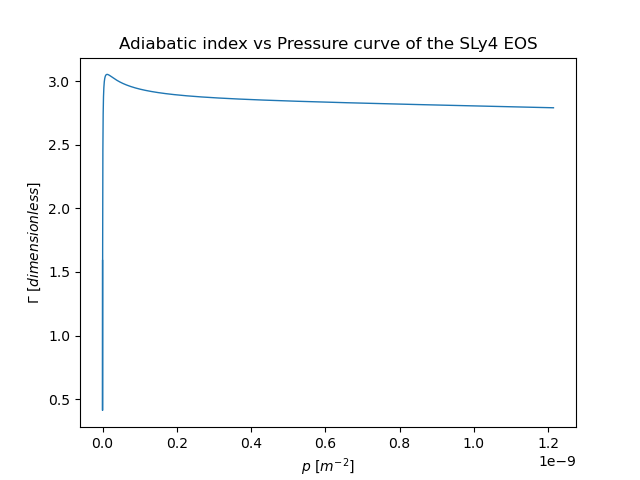 Adiabatic index vs Pressure curve of the SLy4 EOS
3.0
2.5
2.0
1.5
1.0
0.5
Γ [dimensionless]
0.0 0.2 0.4 0.6 0.8 1.0 1.2
1e−9
p [m⁻²]